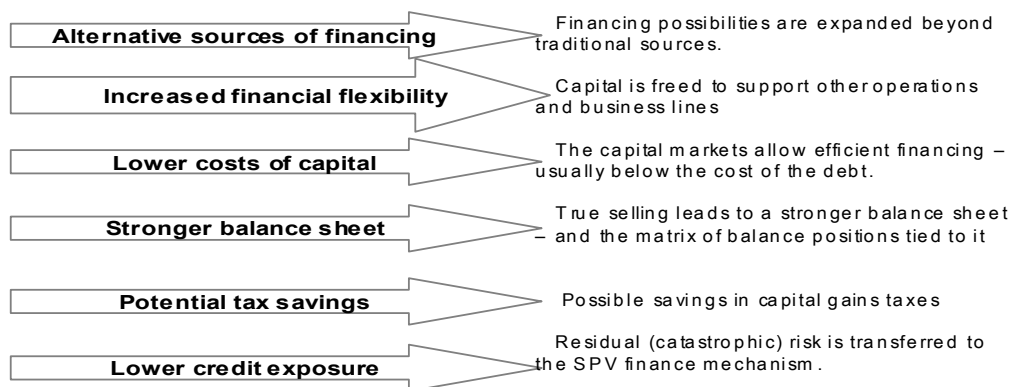 Alternative sources of financing
Financing possibilities are expanded beyond
traditional sources.
Increased financial flexibility
Capital is freed to support other operations
and business lines
Lower costs of capital
The capital markets allow efficient financing –
usually below the cost of the debt.
Stronger balance sheet
True selling leads to a stronger balance sheet
– and the matrix of balance positions tied to it
Potential tax savings
Possible savings in capital gains taxes
Lower credit exposure
Residual (catastrophic) risk is transferred to
the SPV finance mechanism.